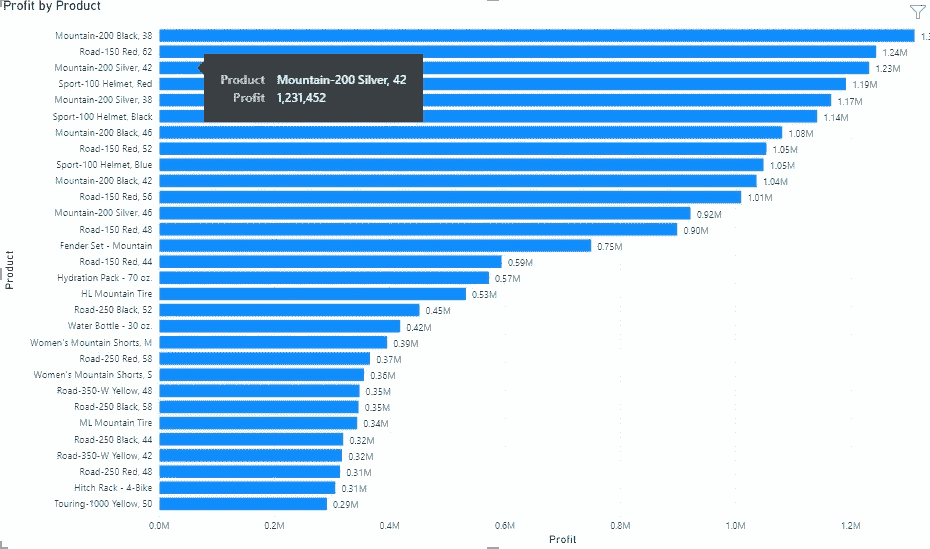 Profit by Product
Mountain-200 Black, 38
Road-150 Red, 62 1.24M
Mountain-200 Silver, 42 1.23M
Product Mountain-200 Silver, 42
Profit 1,231,452
Sport-100 Helmet, Red 1.19M
Mountain-200 Silver, 38 1.17M
Sport-100 Helmet, Black 1.14M
Mountain-200 Black, 46 1.08M
Road-150 Red, 52 1.05M
Sport-100 Helmet, Blue 1.05M
Mountain-200 Black, 42 1.04M
Road-150 Red, 56 1.01M
Mountain-200 Silver, 46 0.92M
Road-150 Red, 48 0.90M
Fender Set - Mountain 0.75M
Road-150 Red, 44 0.59M
Hydration Pack - 70 oz. 0.57M
HL Mountain Tire 0.53M
Road-250 Black, 52 0.45M
Water Bottle - 30 oz. 0.42M
Women's Mountain Shorts, M 0.39M
Road-250 Red, 58 0.37M
Women's Mountain Shorts, S 0.36M
Road-350-W Yellow, 48 0.35M
Road-250 Black, 58 0.35M
ML Mountain Tire 0.34M
Road-250 Black, 44 0.32M
Road-350-W Yellow, 42 0.32M
Road-250 Red, 48 0.31M
Hitch Rack - 4-Bike 0.31M
Touring-1000 Yellow, 50 0.29M
Product
0.0M 0.2M 0.4M 0.6M 0.8M 1.0M 1.2M
Profit